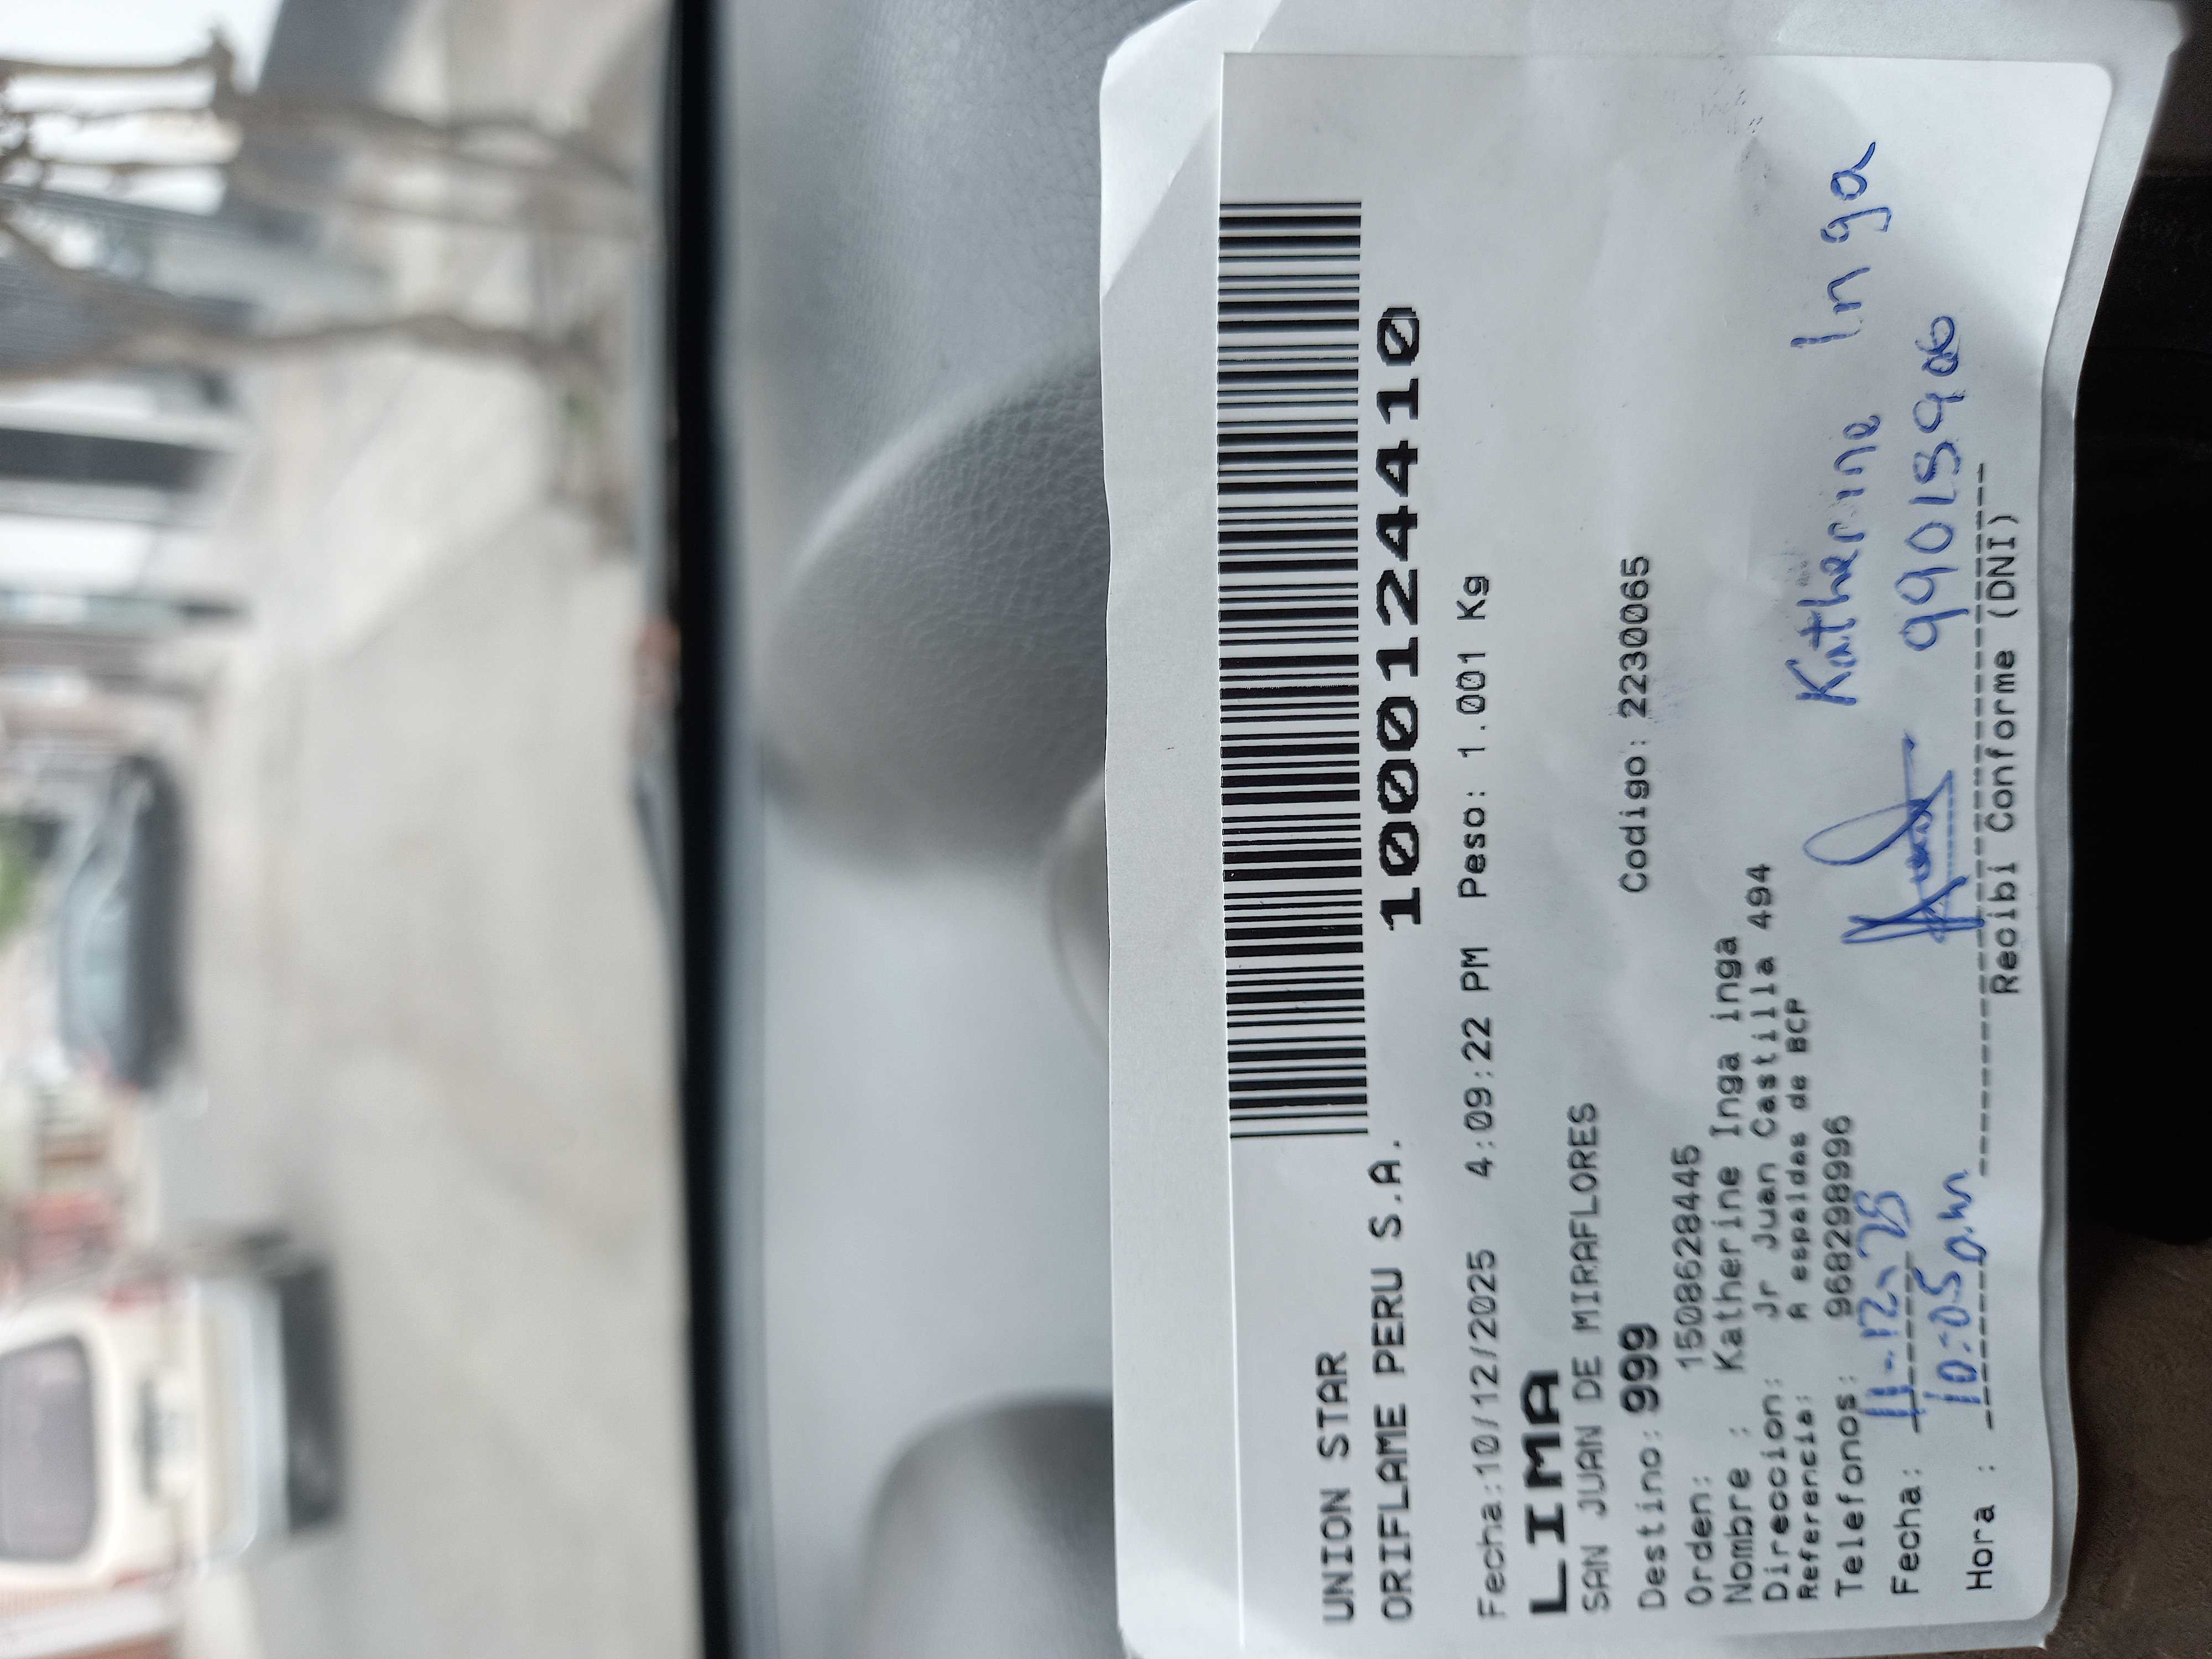 UNION STAR
ORIFLAME PERU S.A.
10001244410
Fecha:10/12/2025 4:09:22 PM Peso: 1.001 Kg
LIMA
SAN JUAN DE MIRAFLORES
Destino: 999 Codigo: 2230065
Orden: 1508628445
Nombre : Katherine Inga inga
Direccion: Jr Juan Castilla 494
Referencia: A espaldas de BCP
Telefonos: 968298996
Katherine Inga
Fecha: 11-12-25
Hora : 10:05 a.m
Recibi Conforme (DNI)